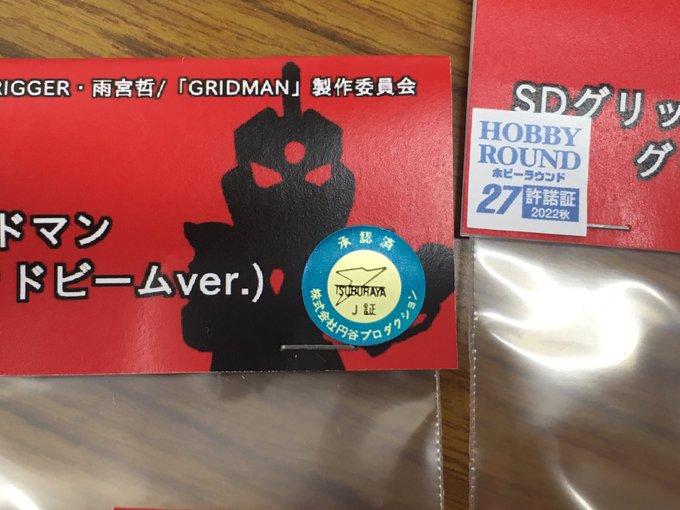 RIGGER・雨宮哲/「GRIDMAN」製作委員会
ドマン
ドビームver.)
承認済
TSUBURAYA
J 証
株式会社円谷プロダクション
SDグリッ
グ
HOBBY
ROUND
ホビーラウンド
27 許諾証
2022秋